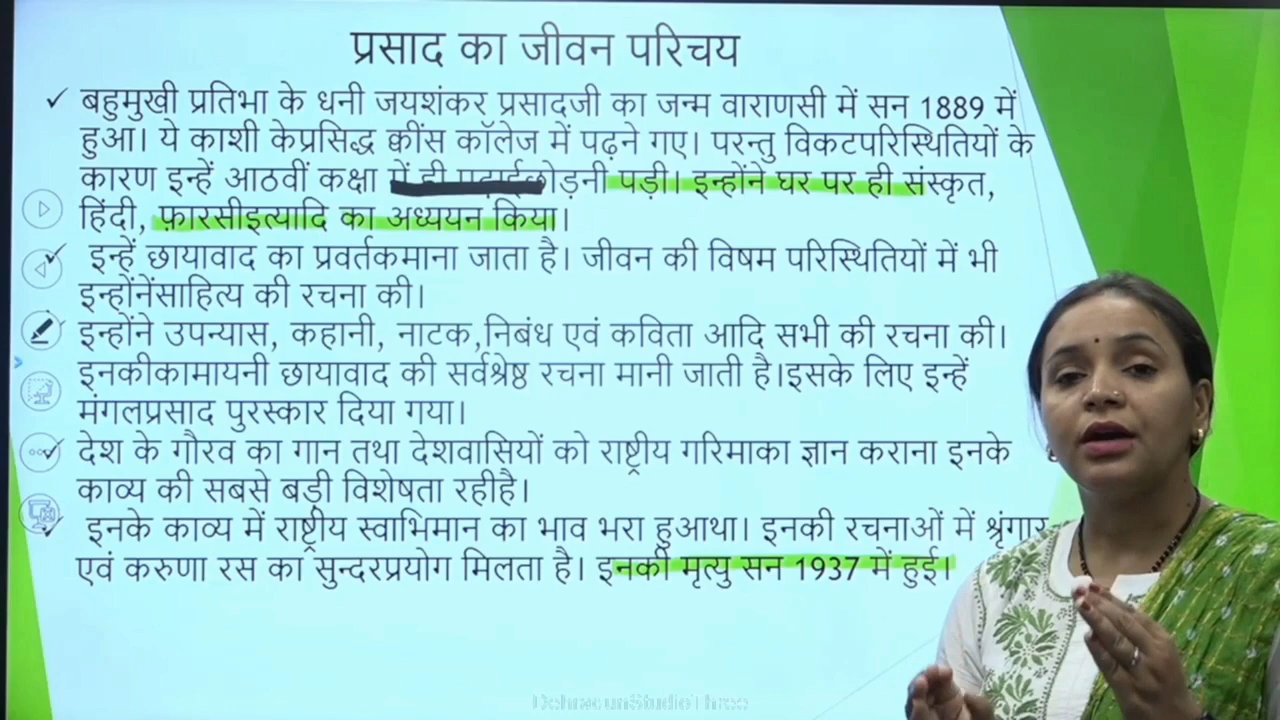 प्रसाद का जीवन परिचय
✓ बहुमुखी प्रतिभा के धनी जयशंकर प्रसादजी का जन्म वाराणसी में सन 1889 में
हुआ। ये काशी केप्रसिद्ध क्वींस कॉलेज में पढ़ने गए। परन्तु विकटपरिस्थितियों के
कारण इन्हें आठवीं कक्षा में ही पढ़ाईछोड़नी पड़ी। इन्होंने घर पर ही संस्कृत,
हिंदी, फ़ारसीइत्यादि का अध्ययन किया।
✓ इन्हें छायावाद का प्रवर्तकमाना जाता है। जीवन की विषम परिस्थितियों में भी
इन्होंनेंसाहित्य की रचना की।
इन्होंने उपन्यास, कहानी, नाटक,निबंध एवं कविता आदि सभी की रचना की।
इनकीकामायनी छायावाद की सर्वश्रेष्ठ रचना मानी जाती है।इसके लिए इन्हें
मंगलप्रसाद पुरस्कार दिया गया।
✓ देश के गौरव का गान तथा देशवासियों को राष्ट्रीय गरिमाका ज्ञान कराना इनके
काव्य की सबसे बड़ी विशेषता रहीहै।
✓ इनके काव्य में राष्ट्रीय स्वाभिमान का भाव भरा हुआथा। इनकी रचनाओं में श्रृंगार
एवं करुणा रस का सुन्दरप्रयोग मिलता है। इनकी मृत्यु सन 1937 में हुई।